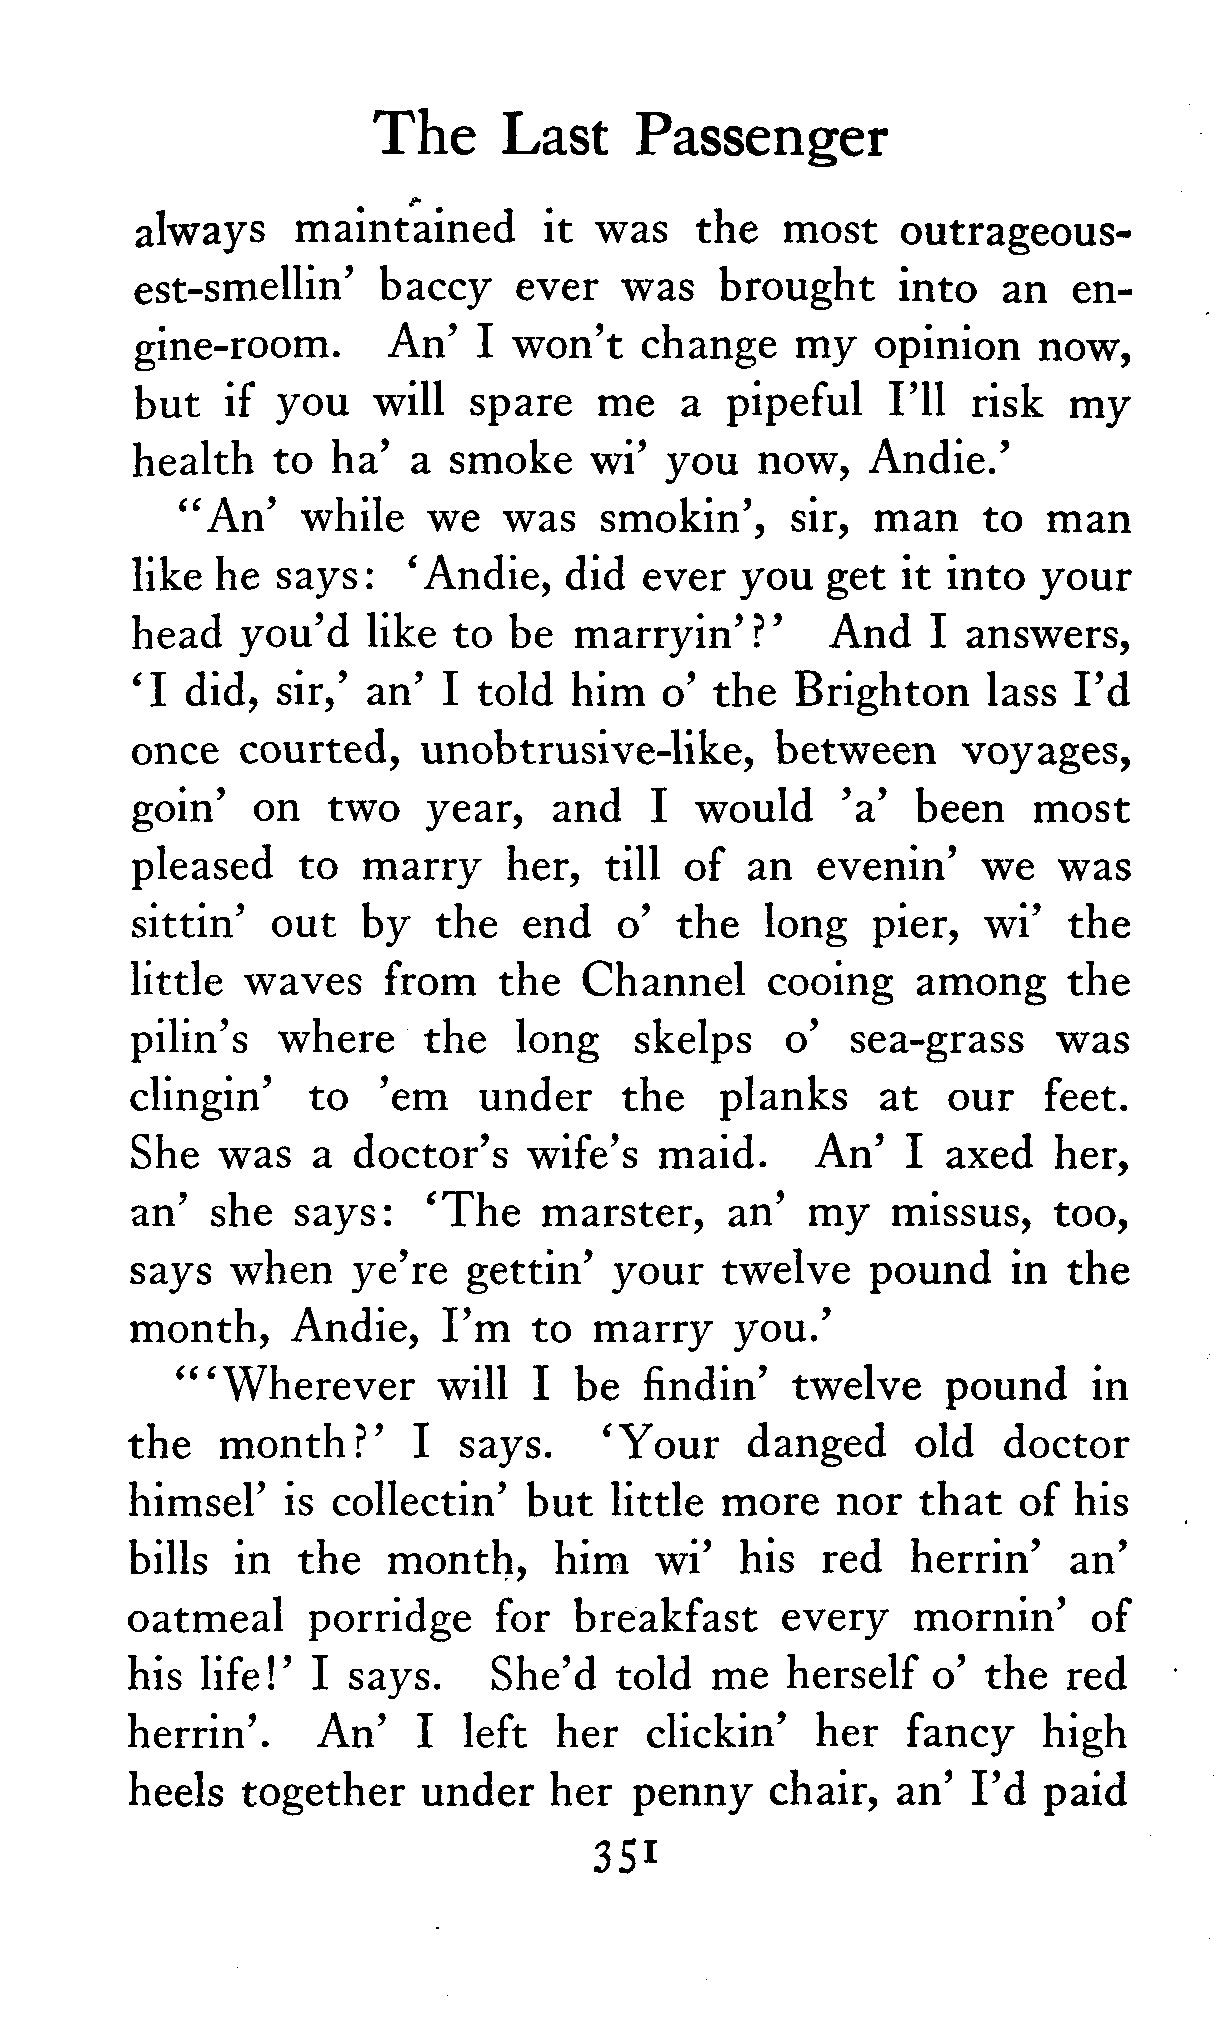 The Last Passenger
always maintained it was the most outrageous-
est-smellin' baccy ever was brought into an en-
gine-room. An' I won't change my opinion now,
but if you will spare me a pipeful I'll risk my
health to ha' a smoke wi' you now, Andie.'
"An' while we was smokin', sir, man to man
like he says: 'Andie, did ever you get it into your
head you'd like to be marryin'?' And I answers,
'I did, sir,' an' I told him o' the Brighton lass I'd
once courted, unobtrusive-like, between voyages,
goin' on two year, and I would 'a' been most
pleased to marry her, till of an evenin' we was
sittin' out by the end o' the long pier, wi' the
little waves from the Channel cooing among the
pilin's where the long skelps o' sea-grass was
clingin' to 'em under the planks at our feet.
She was a doctor's wife's maid. An' I axed her,
an' she says: 'The marster, an' my missus, too,
says when ye're gettin' your twelve pound in the
month, Andie, I'm to marry you.'
"'Wherever will I be findin' twelve pound in
the month?' I says. 'Your danged old doctor
himsel' is collectin' but little more nor that of his
bills in the month, him wi' his red herrin' an'
oatmeal porridge for breakfast every mornin' of
his life!' I says. She'd told me herself o' the red
herrin'. An' I left her clickin' her fancy high
heels together under her penny chair, an' I'd paid
351